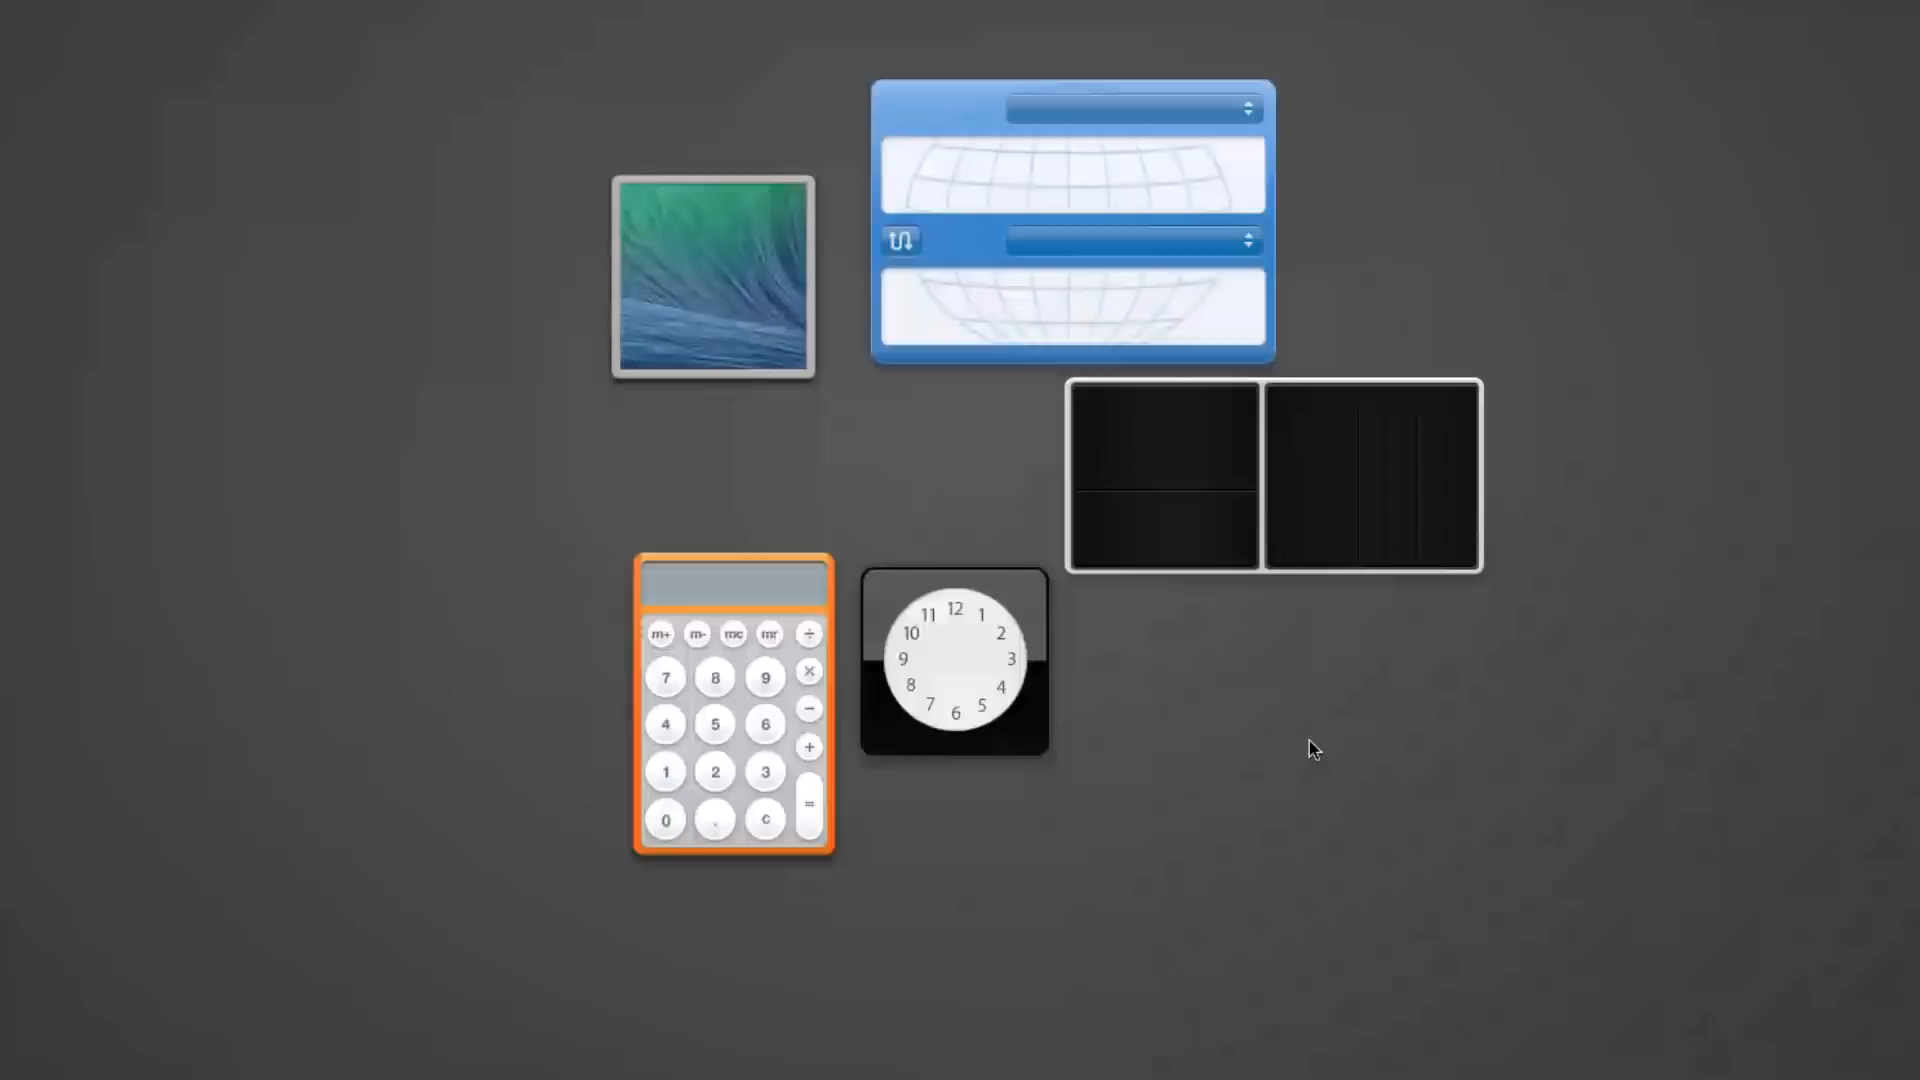 m+ m- mc mr ÷
7 8 9 ×
4 5 6 −
1 2 3 +
0 . c =
12
11 1
10 2
9 3
8 4
7 5
6